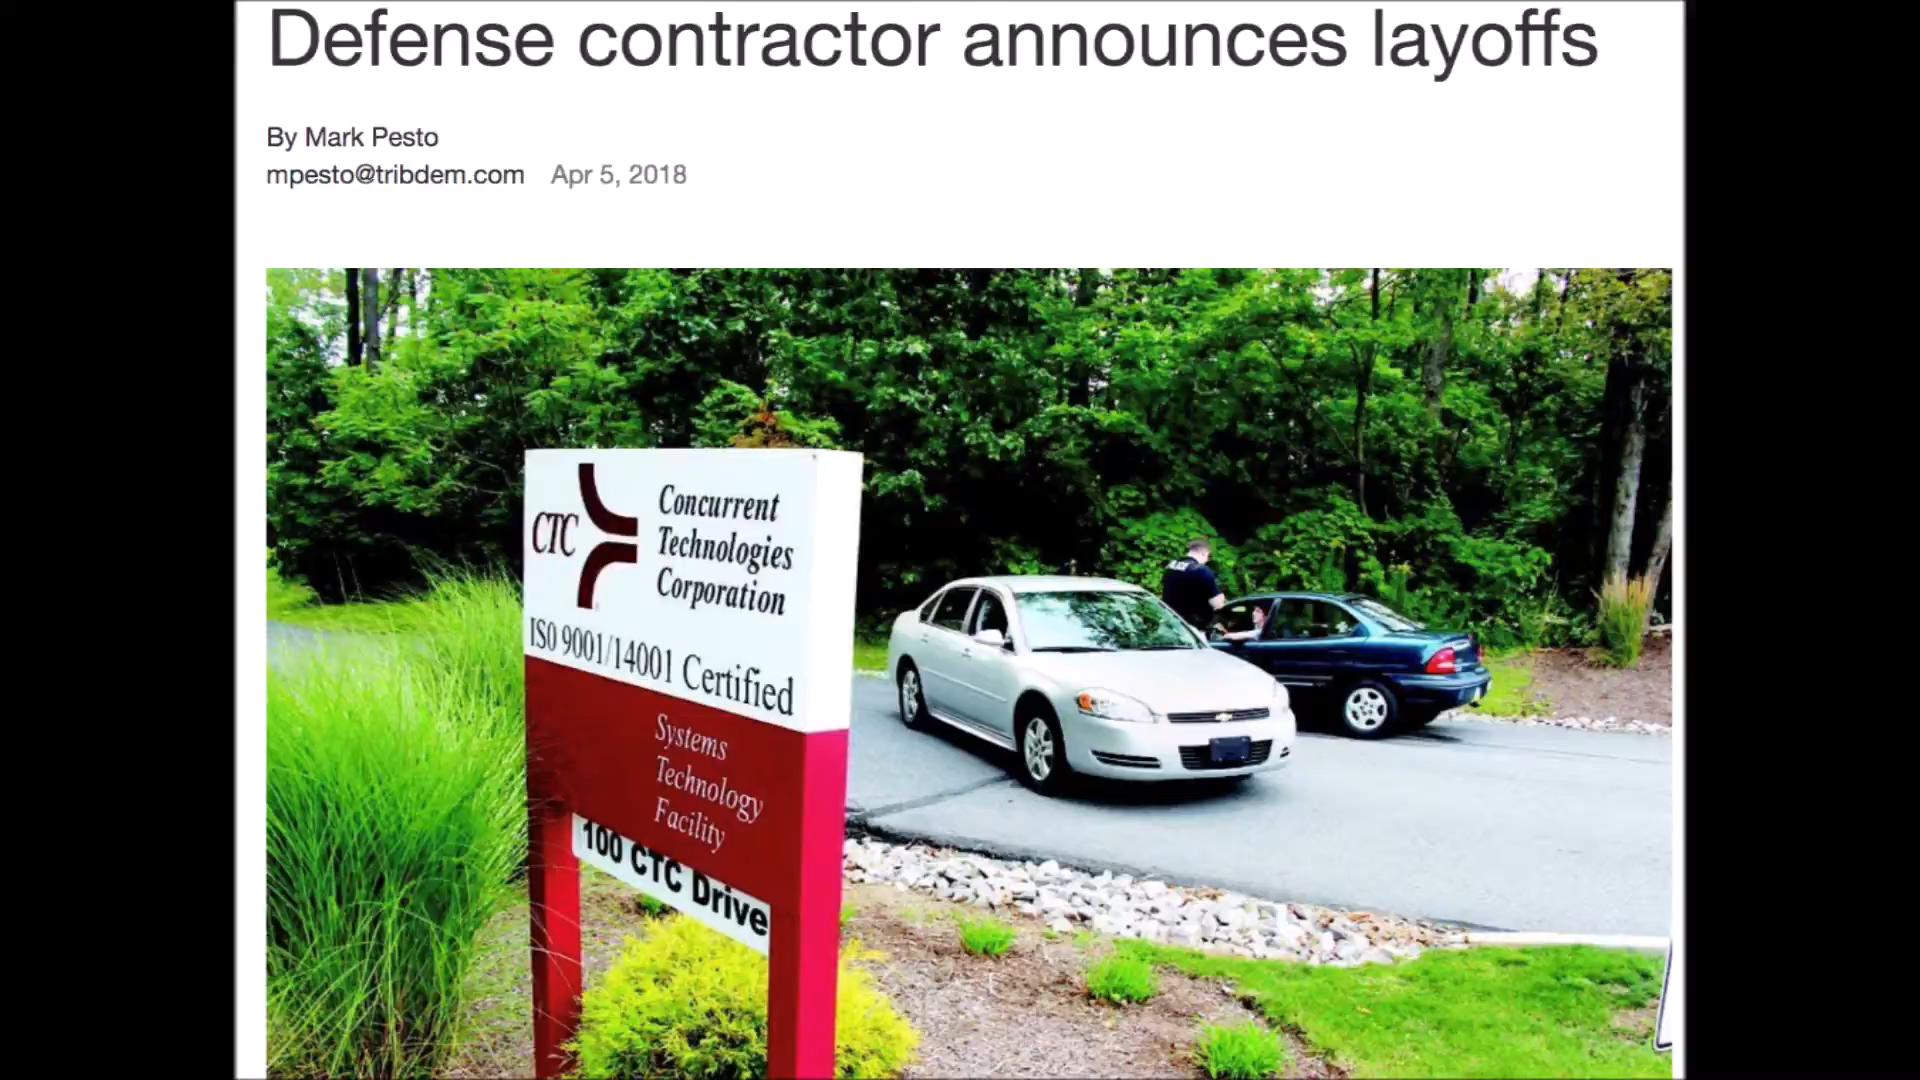 Defense contractor announces layoffs
By Mark Pesto
mpesto@tribdem.com Apr 5, 2018
CTC
Concurrent
Technologies
Corporation
ISO 9001/14001 Certified
Systems
Technology
Facility
100 CTC Drive